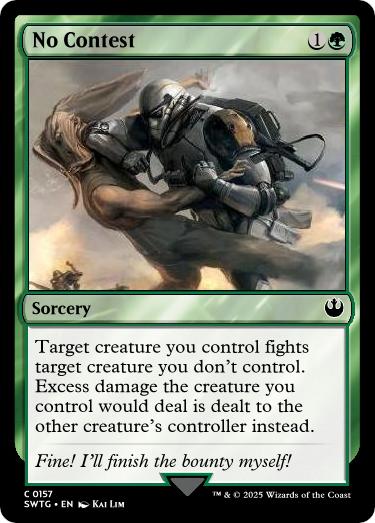 No Contest 1
Sorcery
Target creature you control fights
target creature you don't control.
Excess damage the creature you
control would deal is dealt to the
other creature's controller instead.
Fine! I'll finish the bounty myself!
C 0157
SWTG • EN Kai Lim
™ & © 2025 Wizards of the Coast